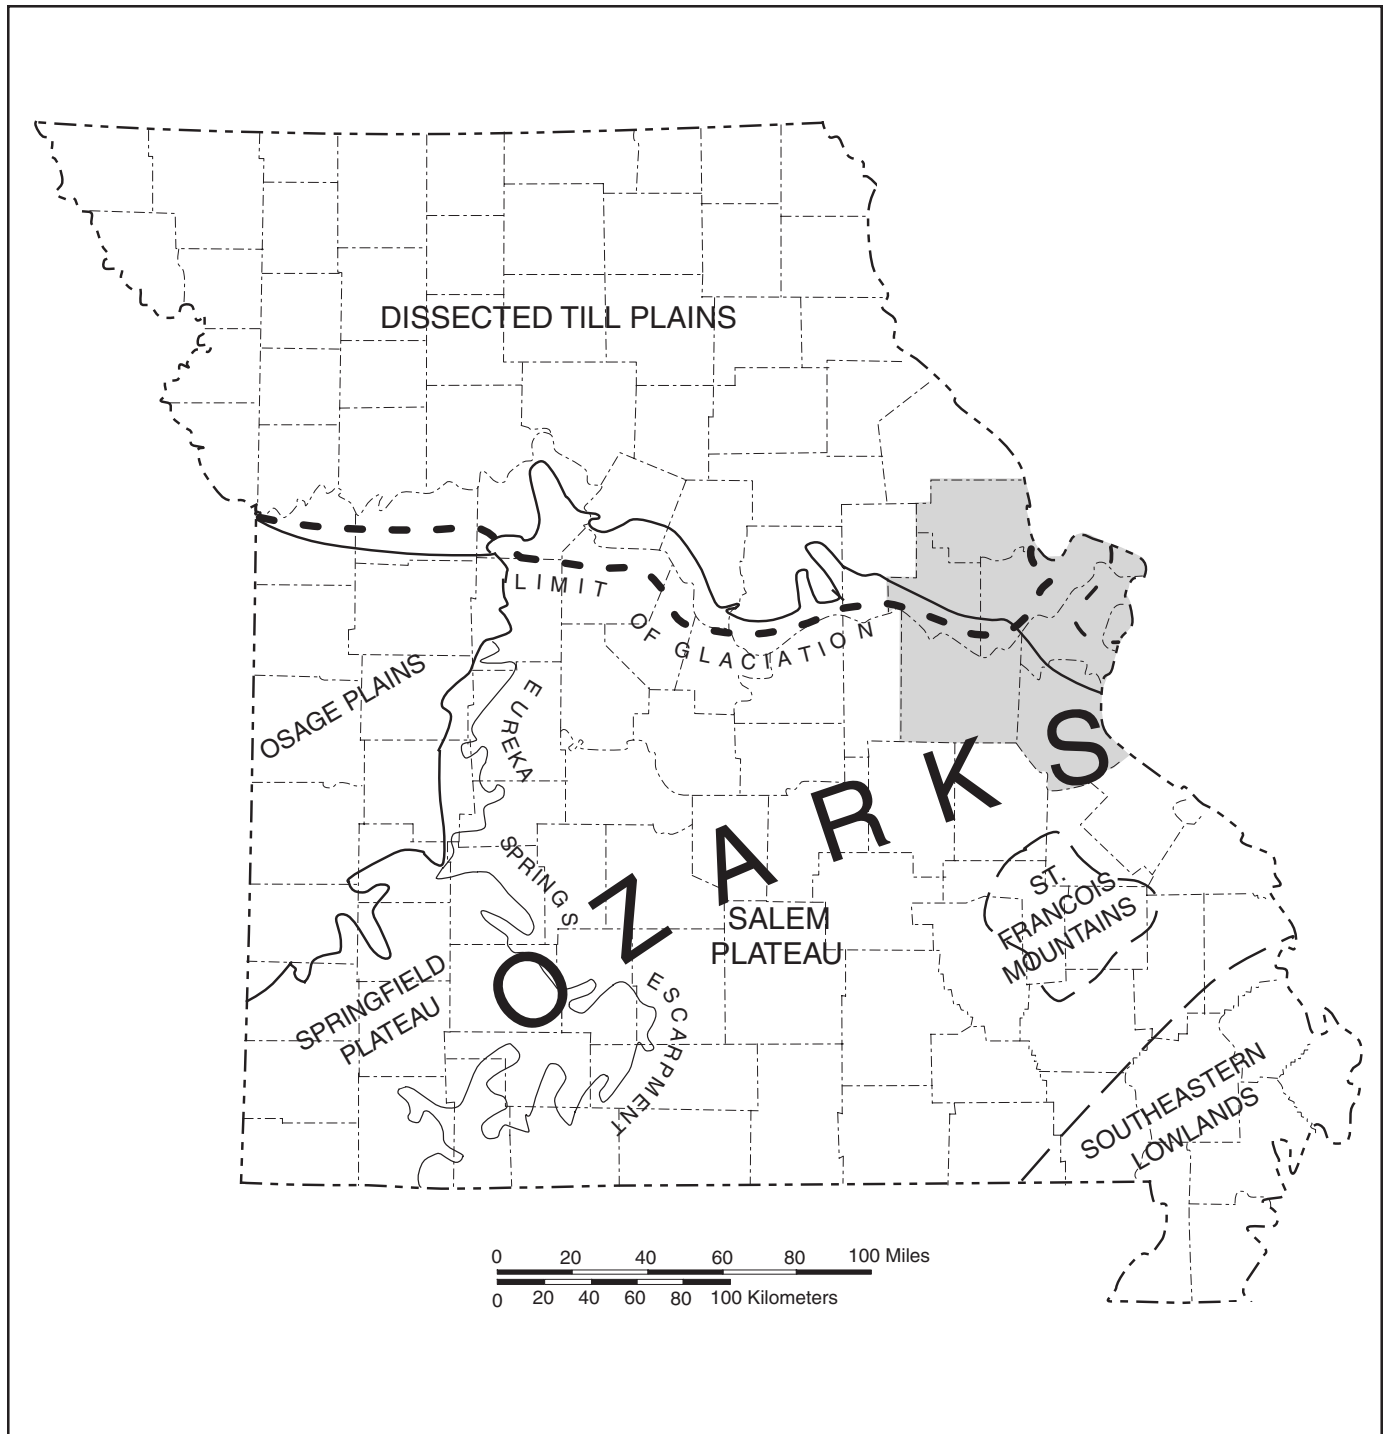 DISSECTED TILL PLAINS
LIMIT OF GLACIATION
OSAGE PLAINS
EUREKA SPRINGS ESCARPMENT
OZARKS
ST.
FRANCOIS
MOUNTAINS
SALEM
PLATEAU
SPRINGFIELD
PLATEAU
SOUTHEASTERN
LOWLANDS
0 20 40 60 80 100 Miles
0 20 40 60 80 100 Kilometers